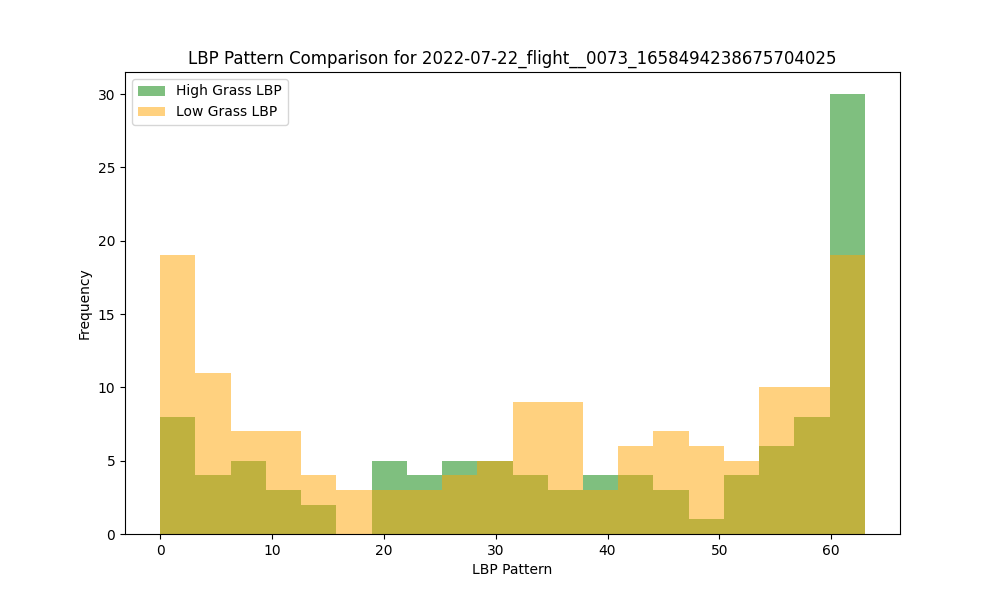 LBP Pattern Comparison for 2022-07-22_flight__0073_1658494238675704025
High Grass LBP
Low Grass LBP
Frequency
30
25
20
15
10
5
0
0 10 20 30 40 50 60
LBP Pattern